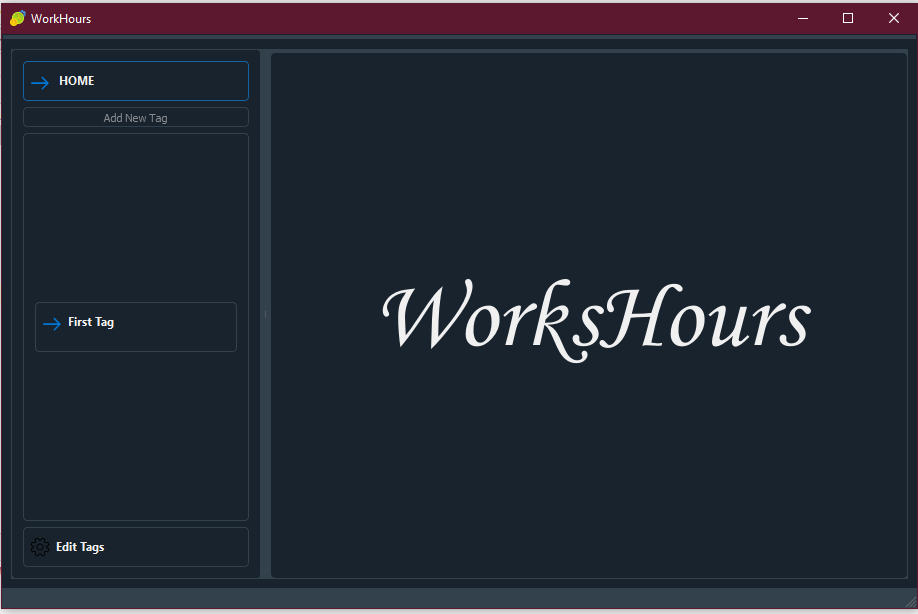 WorkHours
HOME
Add New Tag
First Tag
Edit Tags
WorksHours